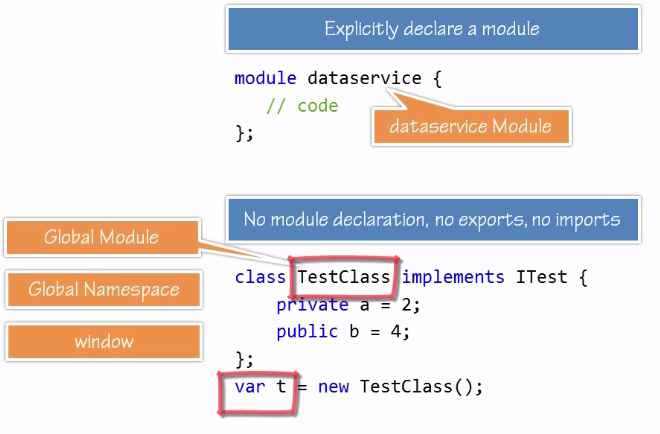 Explicitly declare a module
module dataservice {
// code
dataservice Module
};
No module declaration, no exports, no imports
Global Module
Global Namespace
window
class TestClass implements ITest {
private a = 2;
public b = 4;
};
var t = new TestClass();